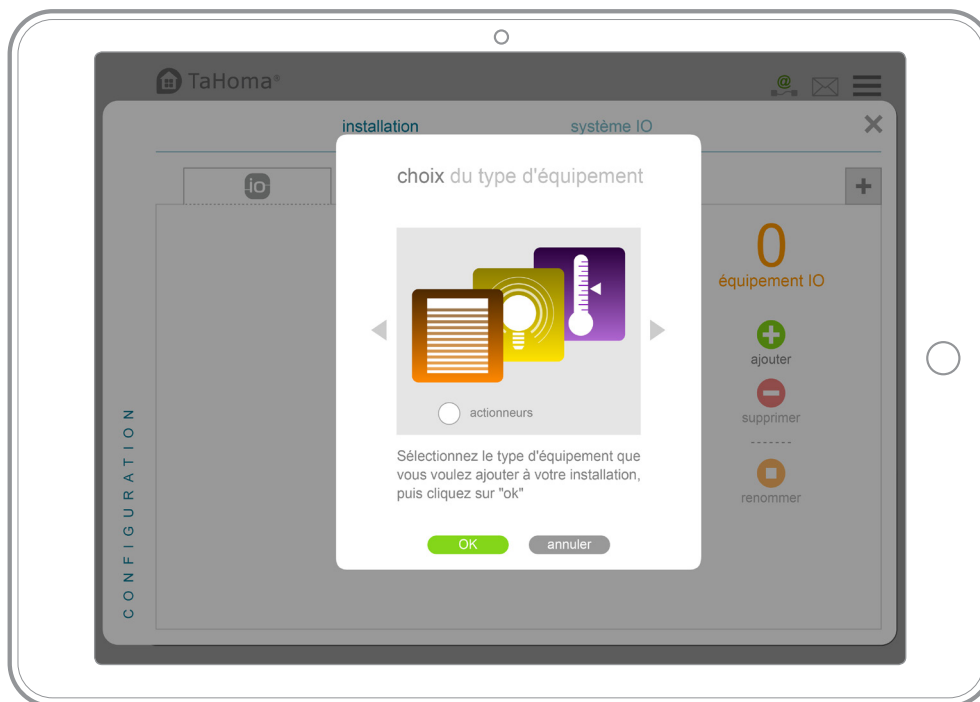 TaHoma®
@
installation
système IO
choix du type d'équipement
io
0
équipement IO
ajouter
actionneurs
supprimer
Sélectionnez le type d'équipement que
vous voulez ajouter à votre installation,
puis cliquez sur "ok"
renommer
OK
annuler
CONFIGURATION